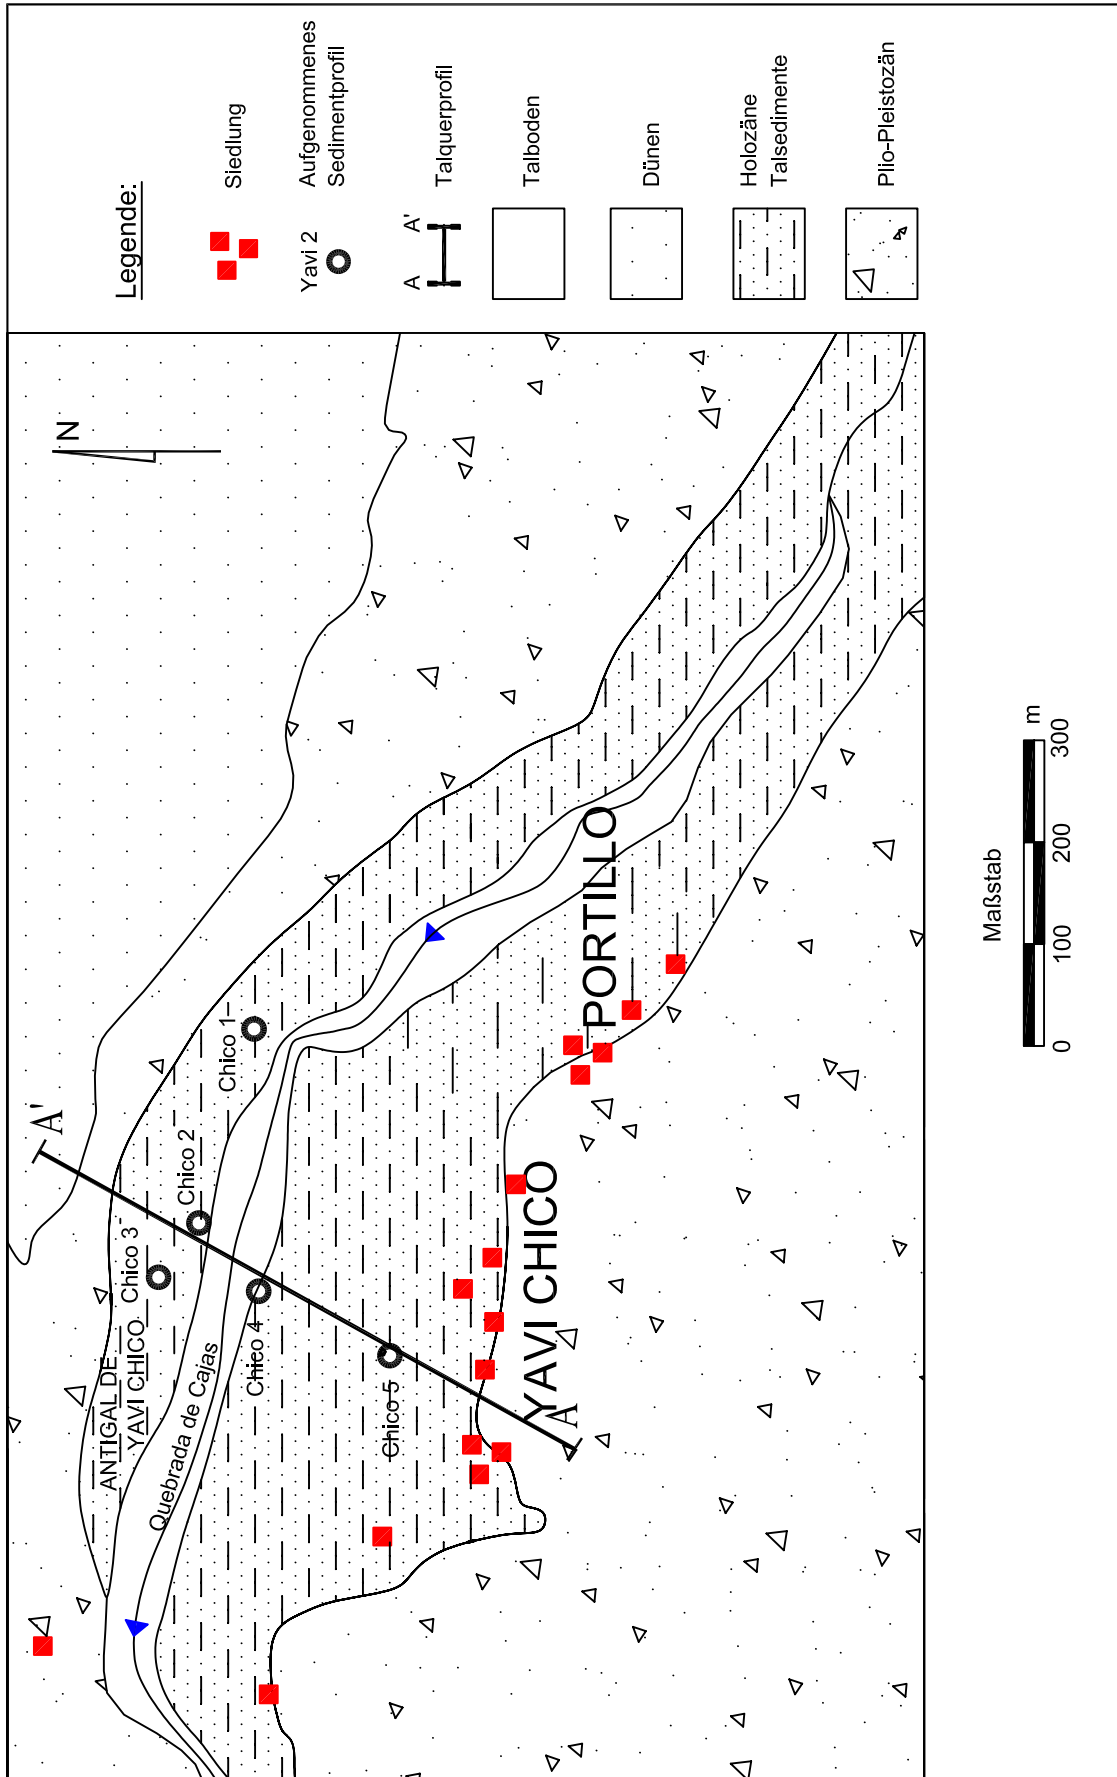 Legende:
Siedlung
Yavi 2
Aufgenommenes
Sedimentprofil
A
A'
Talquerprofil
Talboden
Dünen
Holozäne
Talsedimente
Plio-Pleistozän
N
A'
Chico 1
Chico 2
Chico 3
ANTIGAL DE
YAVI CHICO
Quebrada de Cajas
Chico 4
Chico 5
A
YAVI CHICO
PORTILLO
Maßstab
0
100
200
300
m